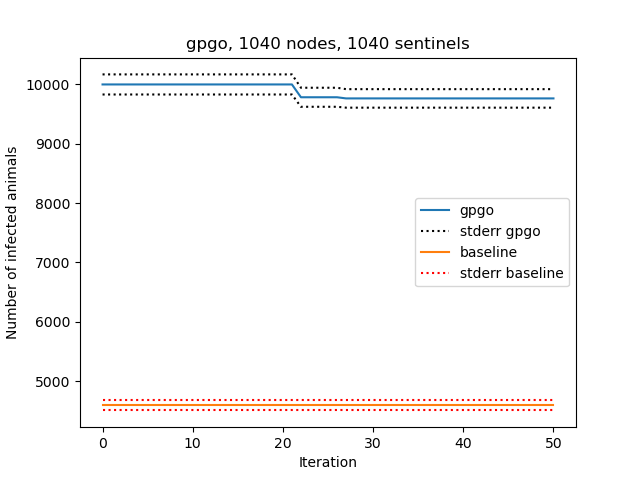 gpgo, 1040 nodes, 1040 sentinels
Number of infected animals
10000
9000
8000
7000
6000
5000
gpgo
stderr gpgo
baseline
stderr baseline
0 10 20 30 40 50
Iteration